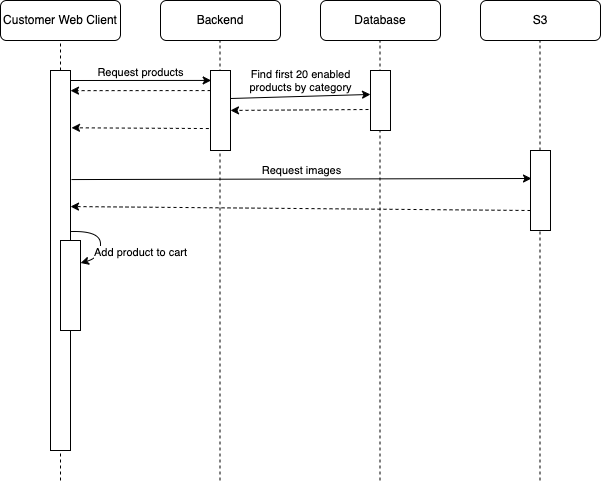 Customer Web Client
Backend
Database
S3
Request products
Find first 20 enabled
products by category
Request images
Add product to cart